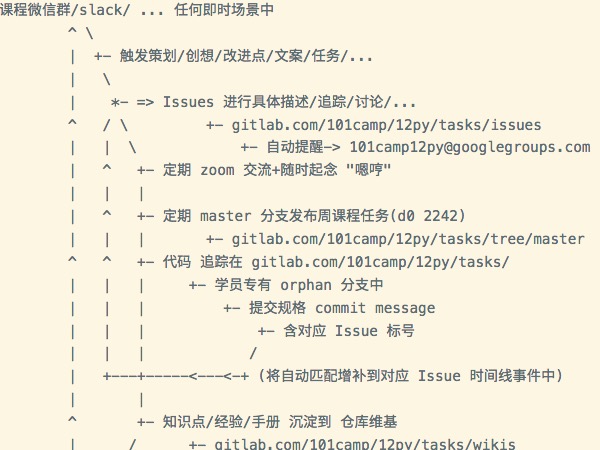 课程微信群/slack/ ... 任何即时场景中
^ \
| +- 触发策划/创想/改进点/文案/任务/...
| \
| *- => Issues 进行具体描述/追踪/讨论/...
^ / \ +- gitlab.com/101camp/12py/tasks/issues
| | \ +- 自动提醒-> 101camp12py@googlegroups.com
| ^ +- 定期 zoom 交流+随时起念 "嗯哼"
| | |
| ^ +- 定期 master 分支发布周课程任务(d0 2242)
| | | +- gitlab.com/101camp/12py/tasks/tree/master
^ ^ +- 代码 追踪在 gitlab.com/101camp/12py/tasks/
| | | +- 学员专有 orphan 分支中
| | | +- 提交规格 commit message
| | | +- 含对应 Issue 标号
| | | /
| +---+-----<---<-+ (将自动匹配增补到对应 Issue 时间线事件中)
| |
^ +- 知识点/经验/手册 沉淀到 仓库维基
| / +- gitlab.com/101camp/12py/tasks/wikis